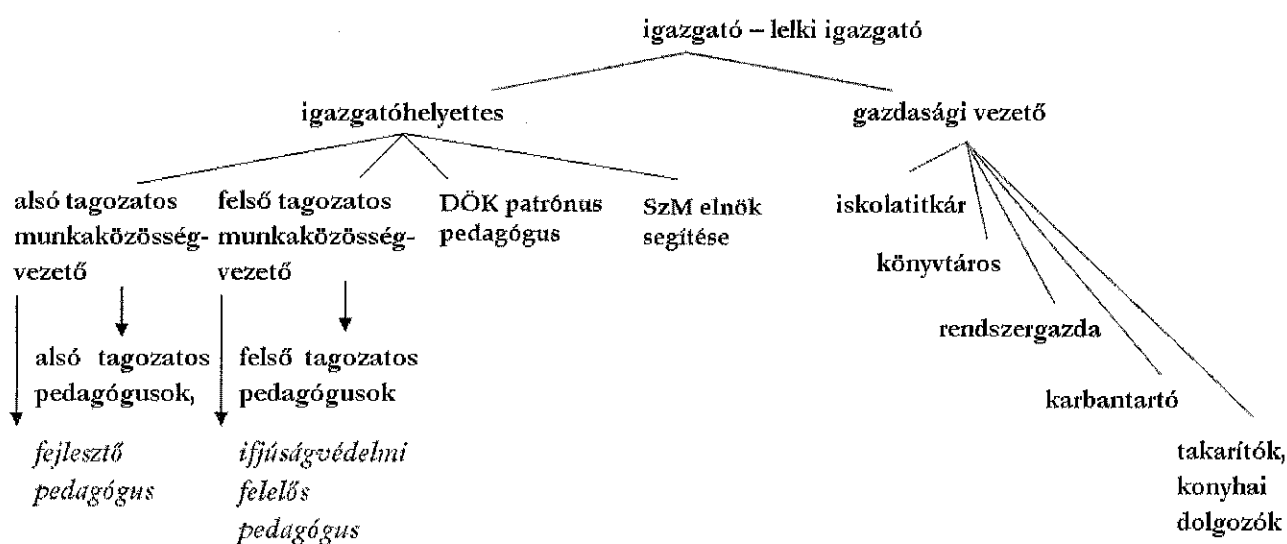 igazgató – lelki igazgató
igazgatóhelyettes
gazdasági vezető
alsó tagozatos
munkaközösség-
vezető
felső tagozatos
munkaközösség-
vezető
DÖK patrónus
pedagógus
SzM elnök
segítése
iskolatitkár
könyvtáros
rendszergazda
karbantartó
takarítók,
konyhai
dolgozók
alsó tagozatos
pedagógusok,
felső tagozatos
pedagógusok
fejlesztő
pedagógus
ifjúságvédelmi
felelős
pedagógus